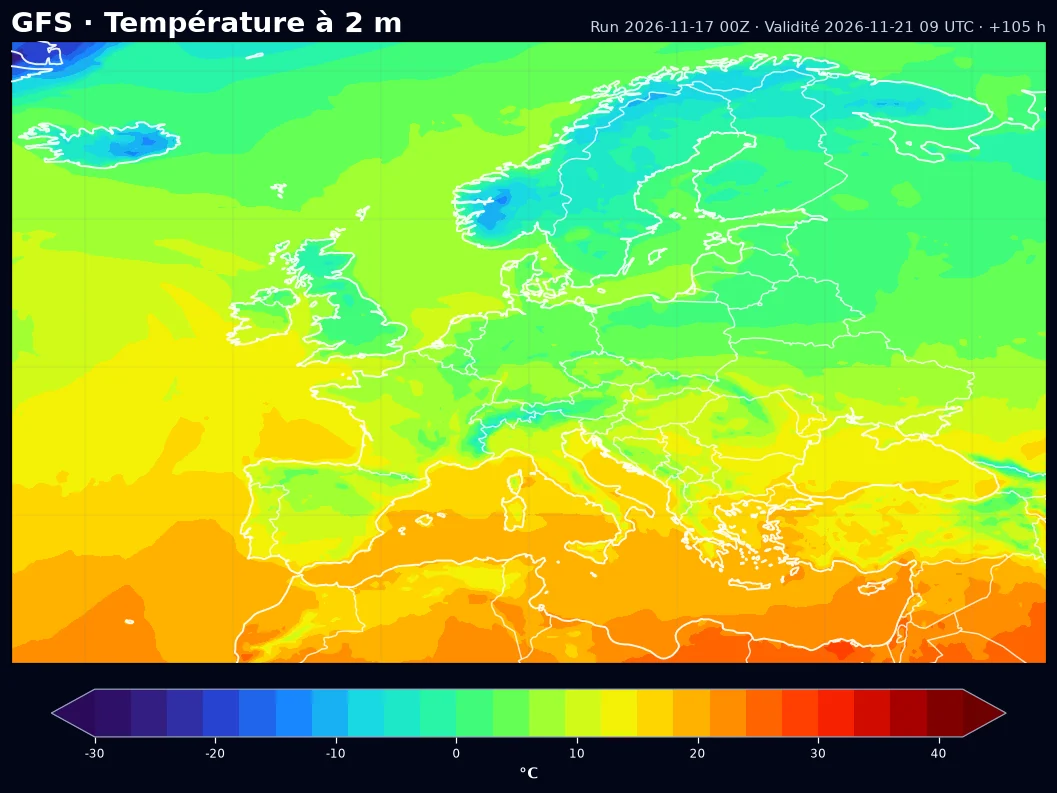 GFS · Température à 2 m
Run 2026-11-17 00Z · Validité 2026-11-21 09 UTC · +105 h
-30 -20 -10 0 10 20 30 40
°C